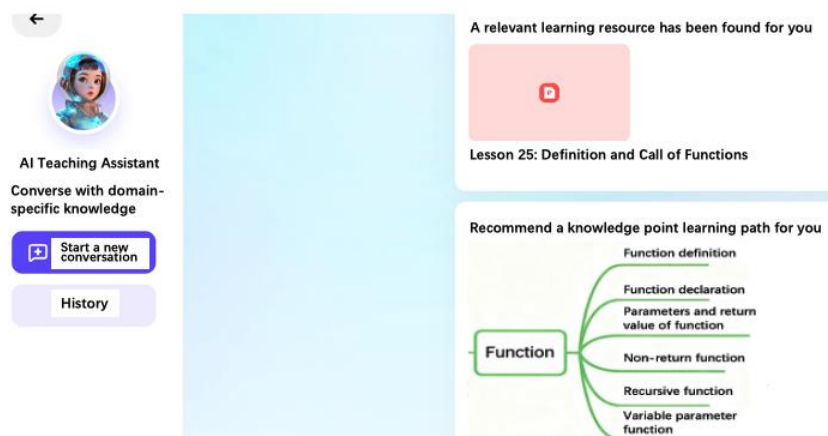 AI Teaching Assistant
Converse with domain-
specific knowledge
Start a new
conversation
History
A relevant learning resource has been found for you
P
Lesson 25: Definition and Call of Functions
Recommend a knowledge point learning path for you
Function
Function definition
Function declaration
Parameters and return
value of function
Non-return function
Recursive function
Variable parameter
function